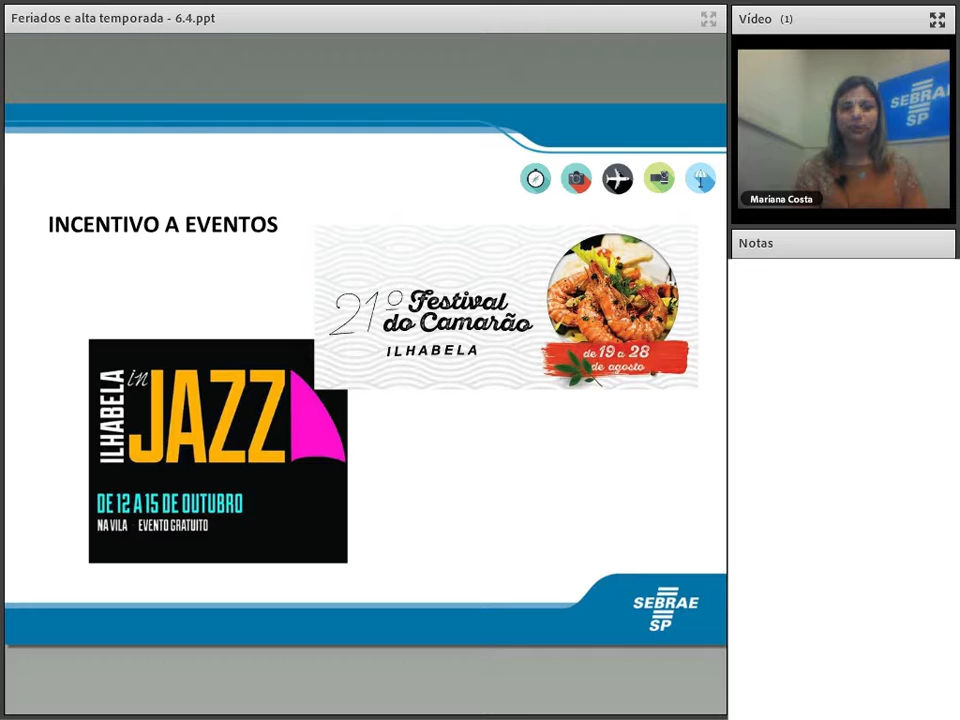 Feriados e alta temporada - 6.4.ppt
Vídeo (1)
SEBRAE
SP
Mariana Costa
Notas
INCENTIVO A EVENTOS
21º Festival
do Camarão
ILHABELA
de 19 a 28
de agosto
ILHABELA
in
JAZZ
DE 12 A 15 DE OUTUBRO
NA VILA - EVENTO GRATUITO
SEBRAE
SP